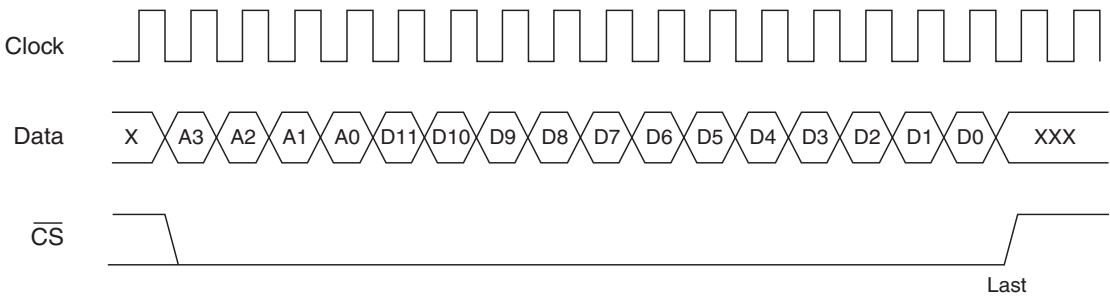 Clock
Data X A3 A2 A1 A0 D11 D10 D9 D8 D7 D6 D5 D4 D3 D2 D1 D0 XXX
CS
Last